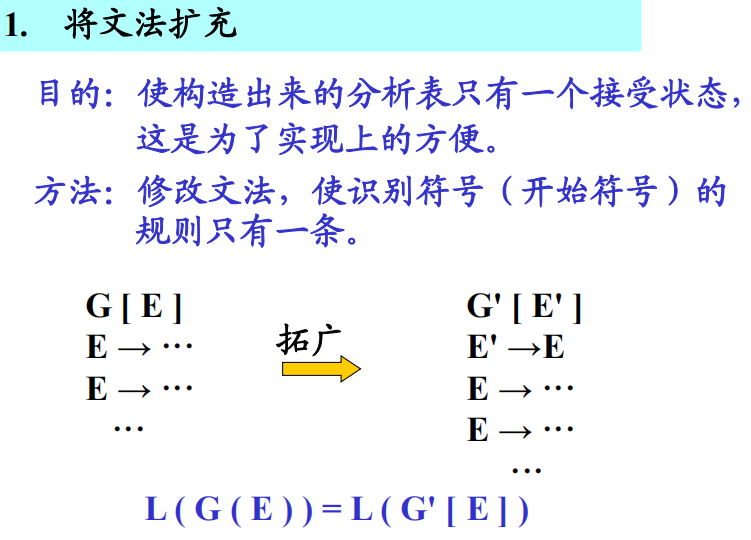 1. 将文法扩充
目的：使构造出来的分析表只有一个接受状态，
这是为了实现上的方便。
方法：修改文法，使识别符号（开始符号）的
规则只有一条。
G [ E ]
E → ···
E → ···
···
拓广
G' [ E' ]
E' →E
E → ···
E → ···
···
L ( G ( E ) ) = L ( G' [ E ] )